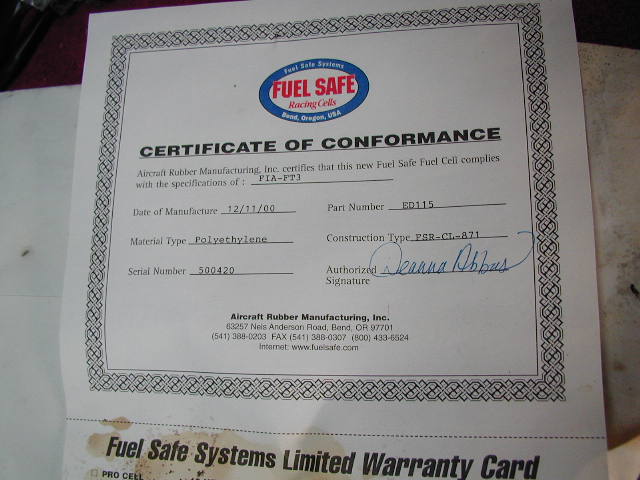 Fuel Safe Systems
FUEL SAFE
Racing Cells
Bend, Oregon, USA
CERTIFICATE OF CONFORMANCE
Aircraft Rubber Manufacturing, Inc. certifies that this new Fuel Safe Fuel Cell complies
with the specifications of : FIA-FT3
Date of Manufacture 12/11/00 Part Number ED115
Material Type Polyethylene Construction Type FSR-CL-871
Serial Number 500420 Authorized Deanna Abbas
Signature
Aircraft Rubber Manufacturing, Inc.
63257 Nels Anderson Road, Bend, OR 97701
(541) 388-0203 FAX (541) 388-0307 (800) 433-6524
Internet: www.fuelsafe.com
Fuel Safe Systems Limited Warranty Card
PRO CELL